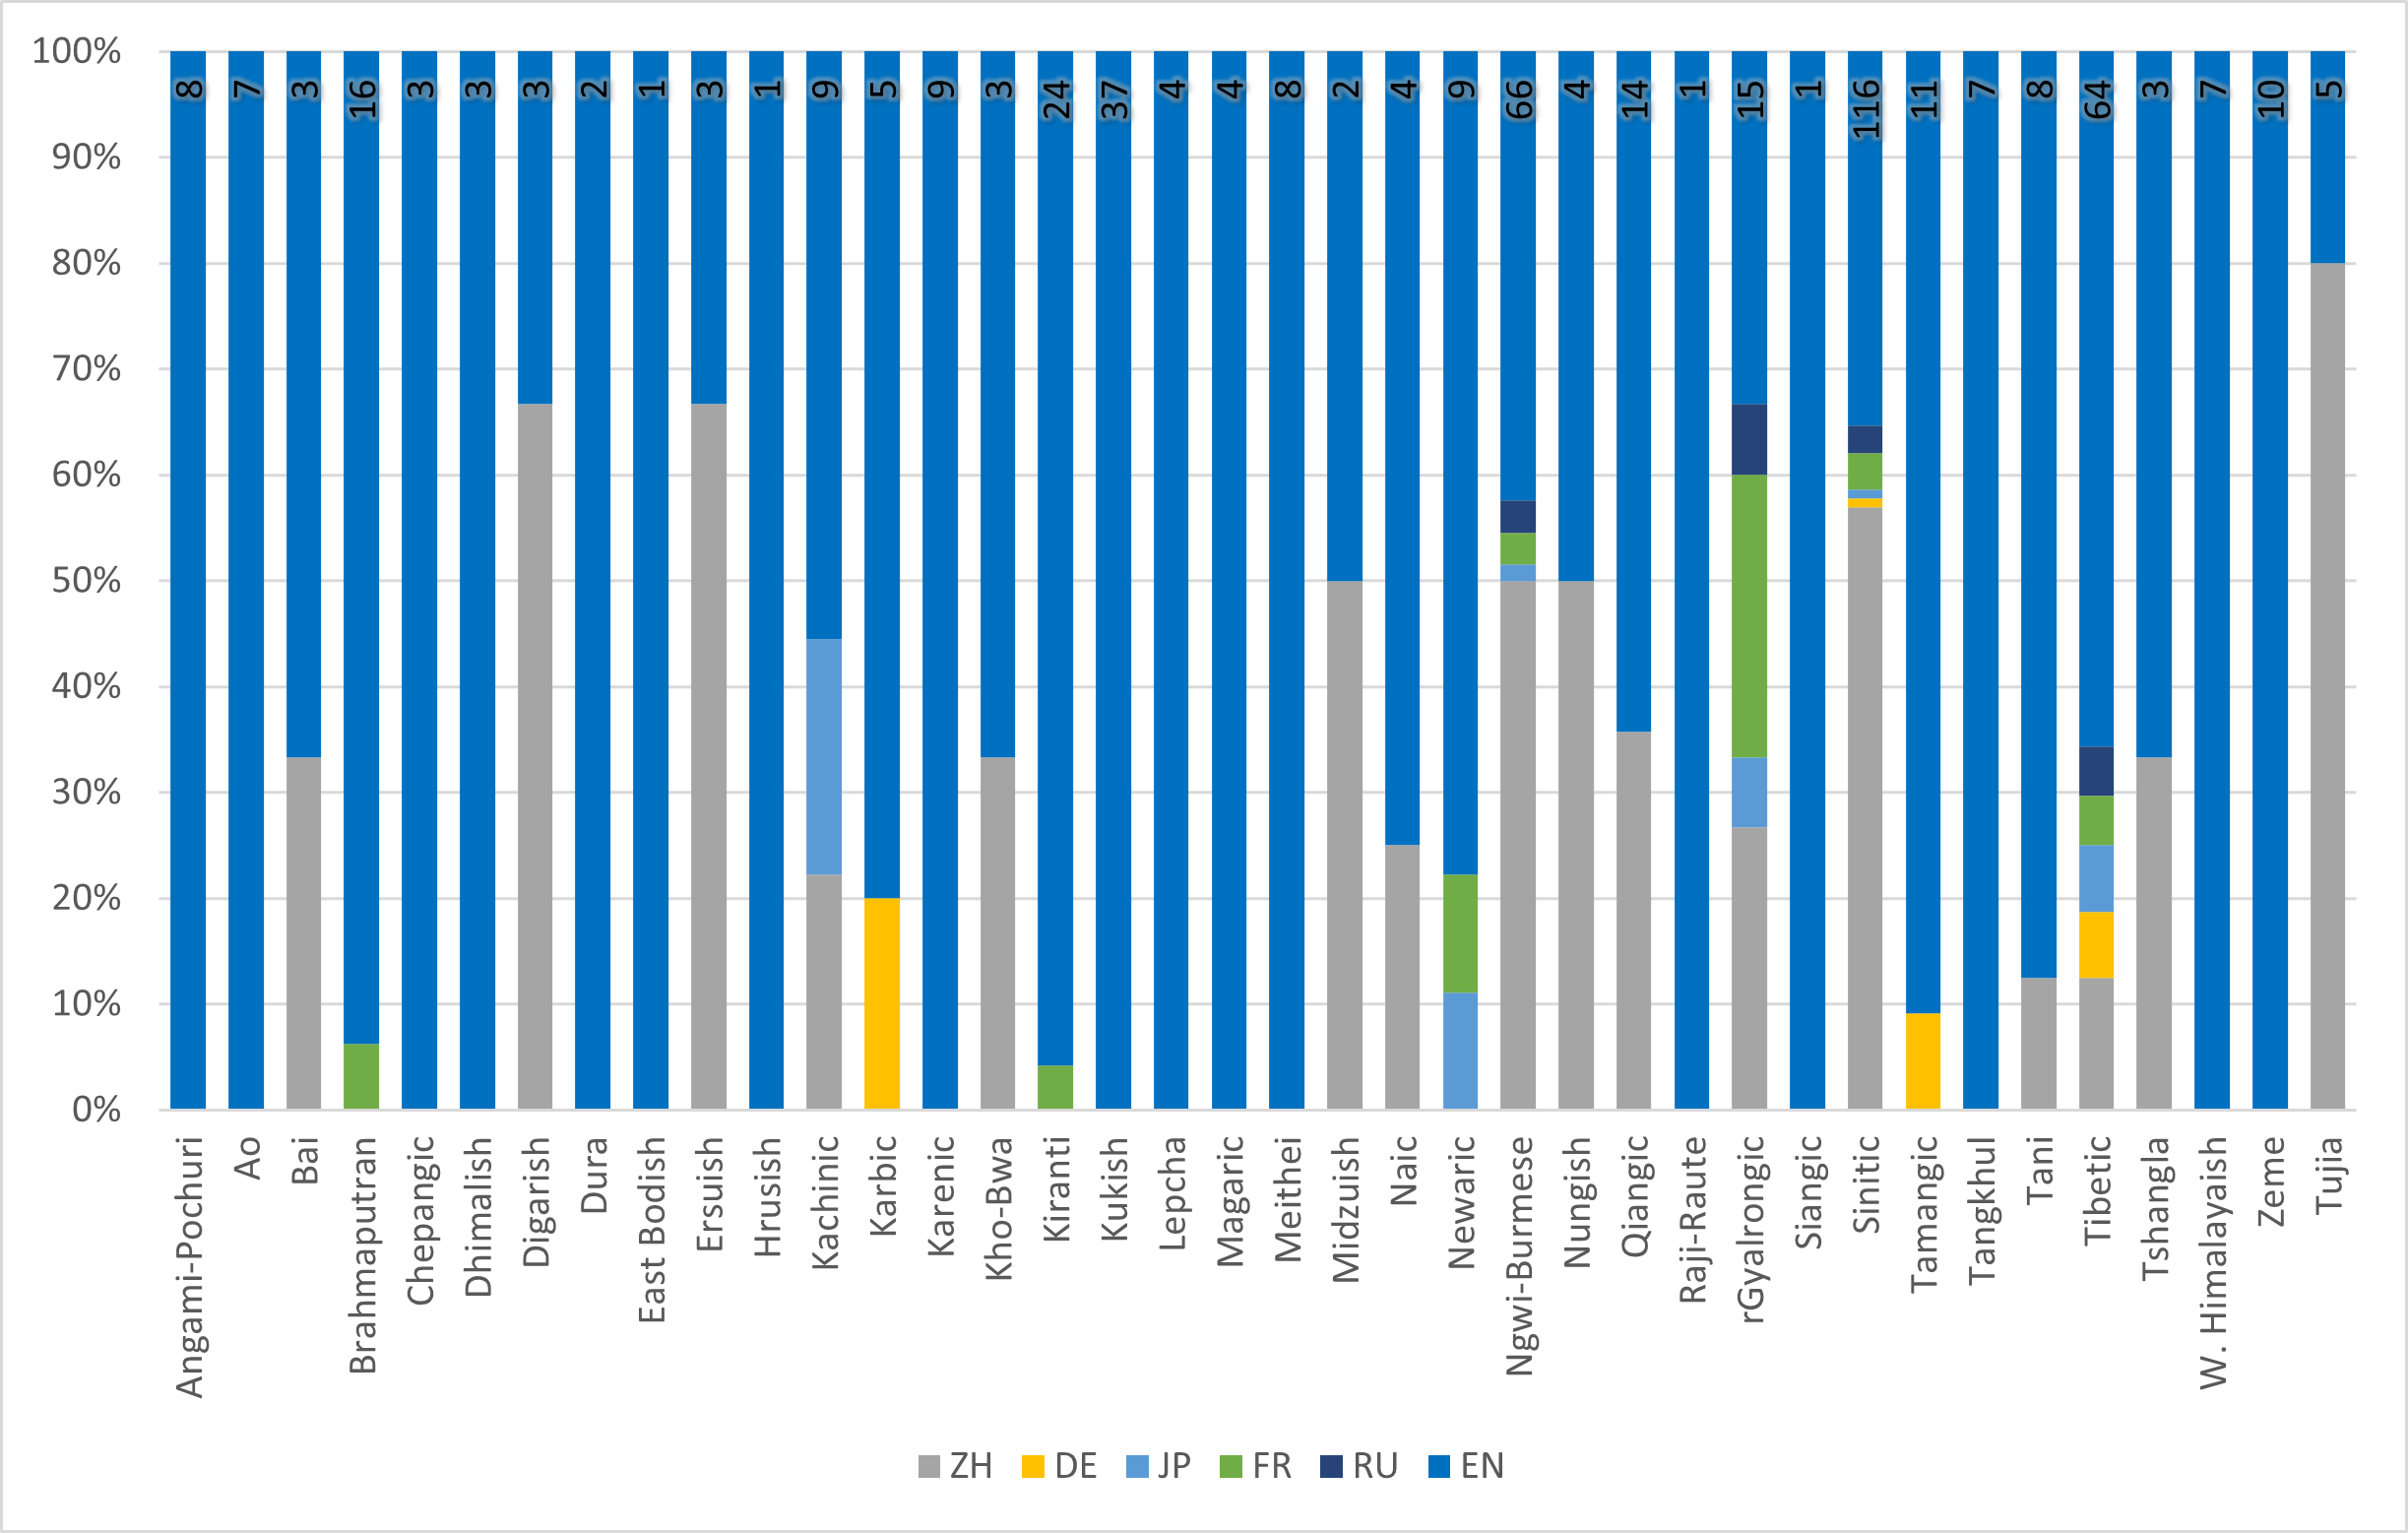 100%
90%
80%
70%
60%
50%
40%
30%
20%
10%
0%
8
7
3
16
3
3
3
2
1
3
1
9
5
9
3
24
37
4
4
8
2
4
9
66
4
14
1
15
1
116
11
7
8
64
3
7
10
5
Angami-Pochuri
Ao
Bai
Brahmaputran
Chepangic
Dhimalish
Digarish
Dura
East Bodish
Ersuish
Hrusish
Kachinic
Karbic
Karenic
Kho-Bwa
Kiranti
Kukish
Lepcha
Magaric
Meithei
Midzuish
Naic
Newaric
Ngwi-Burmese
Nungish
Qiangic
Raji-Raute
rGyalrongic
Siangic
Sinitic
Tamangic
Tangkhul
Tani
Tibetic
Tshangla
W. Himalayaish
Zeme
Tujia
ZH DE JP FR RU EN